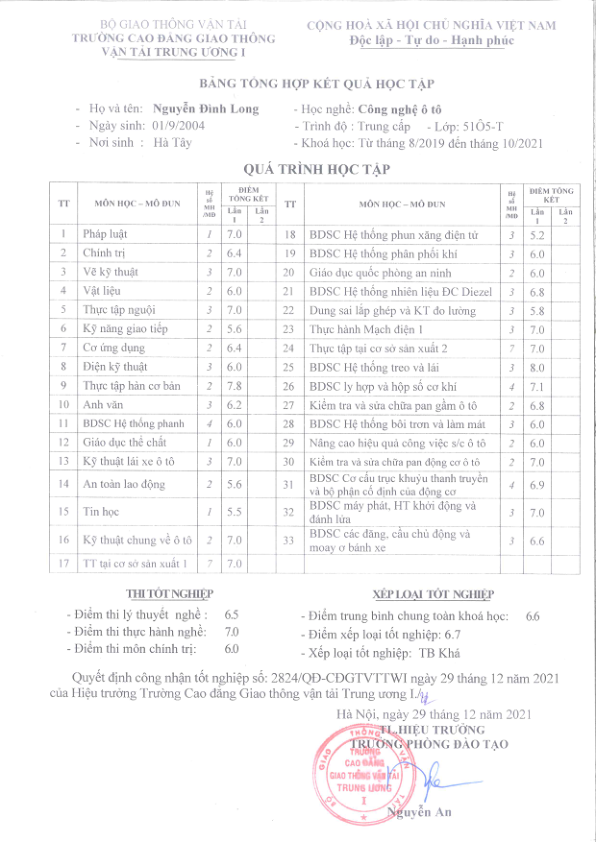 BỘ GIAO THÔNG VẬN TẢI
TRƯỜNG CAO ĐẲNG GIAO THÔNG
VẬN TẢI TRUNG ƯƠNG I
CỘNG HOÀ XÃ HỘI CHỦ NGHĨA VIỆT NAM
Độc lập - Tự do - Hạnh phúc
BẢNG TỔNG HỢP KẾT QUẢ HỌC TẬP
- Họ và tên: Nguyễn Đình Long - Học nghề: Công nghệ ô tô
- Ngày sinh: 01/9/2004 - Trình độ : Trung cấp - Lớp: 51Ô5-T
- Nơi sinh : Hà Tây - Khoá học: Từ tháng 8/2019 đến tháng 10/2021
QUÁ TRÌNH HỌC TẬP
TT MÔN HỌC – MÔ ĐUN Hệ số MH/MĐ ĐIỂM TỔNG KẾT Lần 1 Lần 2 TT MÔN HỌC – MÔ ĐUN Hệ số MH/MĐ ĐIỂM TỔNG KẾT Lần 1 Lần 2
1 Pháp luật 1 7.0 18 BDSC Hệ thống phun xăng điện tử 3 5.2
2 Chính trị 2 6.4 19 BDSC Hệ thống phân phối khí 3 6.0
3 Vẽ kỹ thuật 3 7.0 20 Giáo dục quốc phòng an ninh 2 6.0
4 Vật liệu 2 6.0 21 BDSC Hệ thống nhiên liệu ĐC Diezel 3 6.8
5 Thực tập nguội 3 7.0 22 Dung sai lắp ghép và KT đo lường 3 5.8
6 Kỹ năng giao tiếp 2 5.6 23 Thực hành Mạch điện 1 3 7.0
7 Cơ ứng dụng 2 6.4 24 Thực tập tại cơ sở sản xuất 2 7 7.0
8 Điện kỹ thuật 3 6.0 25 BDSC Hệ thống treo và lái 3 8.0
9 Thực tập hàn cơ bản 2 7.8 26 BDSC ly hợp và hộp số cơ khí 4 7.1
10 Anh văn 3 6.2 27 Kiểm tra và sửa chữa pan gầm ô tô 2 6.8
11 BDSC Hệ thống phanh 4 6.0 28 BDSC Hệ thống bôi trơn và làm mát 3 6.0
12 Giáo dục thể chất 1 6.0 29 Nâng cao hiệu quả công việc s/c ô tô 2 6.0
13 Kỹ thuật lái xe ô tô 3 7.0 30 Kiểm tra và sửa chữa pan động cơ ô tô 2 7.0
14 An toàn lao động 2 5.6 31 BDSC Cơ cấu trục khuỷu thanh truyền và bộ phận cố định của động cơ 4 6.9
15 Tin học 1 5.5 32 BDSC máy phát, HT khởi động và đánh lửa 3 7.0
16 Kỹ thuật chung về ô tô 2 7.0 33 BDSC các đăng, cầu chủ động và moay ơ bánh xe 3 6.6
17 TT tại cơ sở sản xuất 1 7 7.0
THI TỐT NGHIỆP
- Điểm thi lý thuyết nghề : 6.5
- Điểm thi thực hành nghề: 7.0
- Điểm thi môn chính trị: 6.0
XẾP LOẠI TỐT NGHIỆP
- Điểm trung bình chung toàn khoá học: 6.6
- Điểm xếp loại tốt nghiệp: 6.7
- Xếp loại tốt nghiệp: TB Khá
Quyết định công nhận tốt nghiệp số: 2824/QĐ-CĐGTVTTWI ngày 29 tháng 12 năm 2021
của Hiệu trưởng Trường Cao đẳng Giao thông vận tải Trung ương I./.
Hà Nội, ngày 29 tháng 12 năm 2021
TL.HIỆU TRƯỞNG
TRƯỞNG PHÒNG ĐÀO TẠO
BỘ GIAO THÔNG VẬN TẢI
TRƯỜNG
CAO ĐẲNG
GIAO THÔNG VẬN TẢI
TRUNG ƯƠNG
I
Nguyễn An